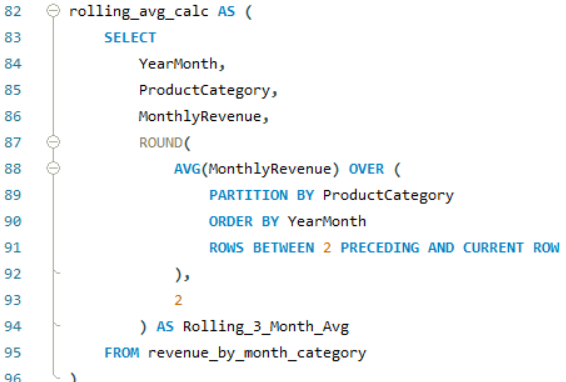 82 rolling_avg_calc AS (
83     SELECT
84         YearMonth,
85         ProductCategory,
86         MonthlyRevenue,
87         ROUND(
88             AVG(MonthlyRevenue) OVER (
89                 PARTITION BY ProductCategory
90                 ORDER BY YearMonth
91                 ROWS BETWEEN 2 PRECEDING AND CURRENT ROW
92             ),
93             2
94         ) AS Rolling_3_Month_Avg
95     FROM revenue_by_month_category
96 )